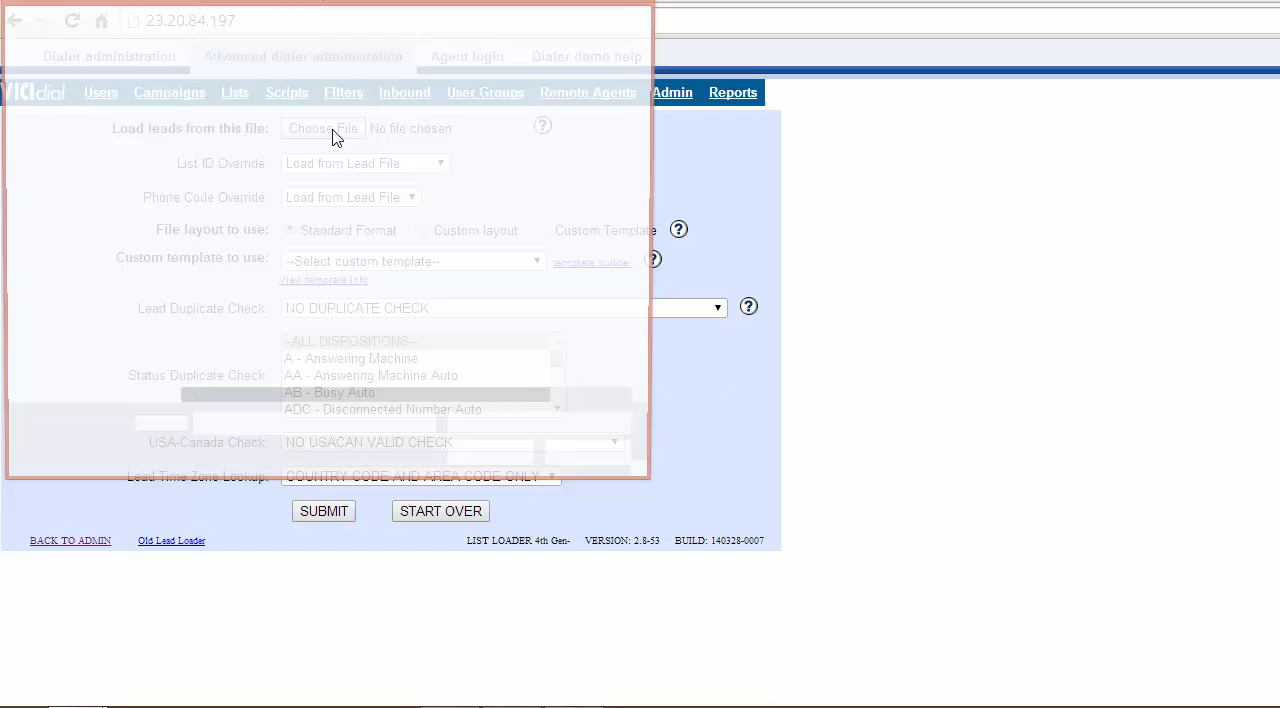 23.20.84.197
Dialer administration Advanced dialer administration Agent login Dialer demo help
VICIdial Users Campaigns Lists Scripts Filters Inbound User Groups Remote Agents Admin Reports
Load leads from this file: Choose File No file chosen ?
List ID Override: Load from Lead File
Phone Code Override: Load from Lead File
File layout to use: Standard Format Custom layout Custom Template ?
Custom template to use: --Select custom template-- template builder ?
View template info
Lead Duplicate Check: NO DUPLICATE CHECK ?
--ALL DISPOSITIONS--
A - Answering Machine
Status Duplicate Check: AA - Answering Machine Auto
AB - Busy Auto
ADC - Disconnected Number Auto
USA-Canada Check: NO USACAN VALID CHECK
Lead Time Zone Lookup: COUNTRY CODE AND AREA CODE ONLY
SUBMIT START OVER
BACK TO ADMIN Old Lead Loader LIST LOADER 4th Gen- VERSION: 2.8-53 BUILD: 140328-0007